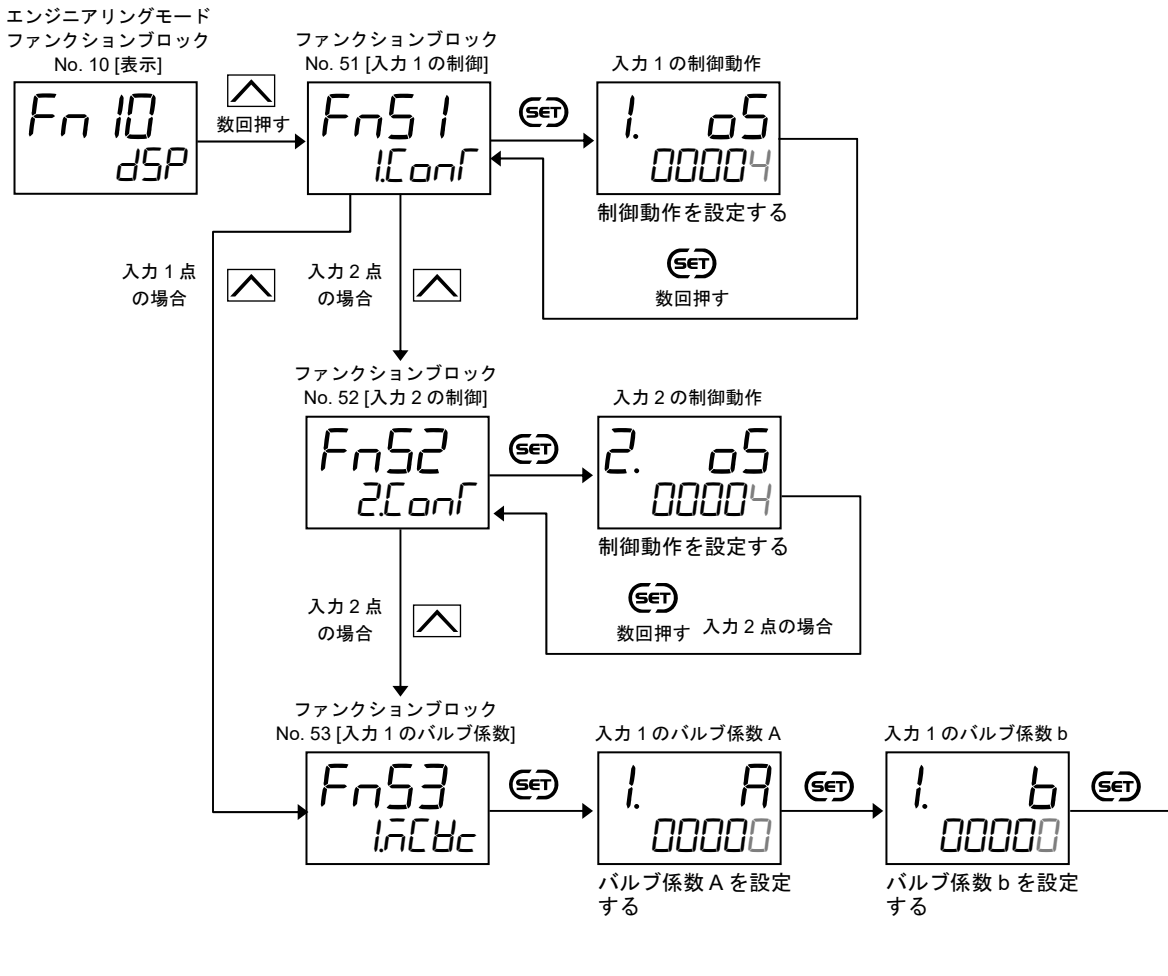 エンジニアリングモード
ファンクションブロック
No. 10 [表示]
Fn 10
dSP
数回押す
ファンクションブロック
No. 51 [入力 1 の制御]
Fn51
1.ConT
SET
入力 1 の制御動作
1. oS
00004
制御動作を設定する
SET
数回押す
入力 1 点
の場合
入力 2 点
の場合
ファンクションブロック
No. 52 [入力 2 の制御]
Fn52
2.ConT
SET
入力 2 の制御動作
2. oS
00004
制御動作を設定する
SET
数回押す
入力 2 点の場合
入力 2 点
の場合
ファンクションブロック
No. 53 [入力 1 のバルブ係数]
Fn53
SET
入力 1 のバルブ係数 A
1. A
00000
バルブ係数 A を設定
する
SET
入力 1 のバルブ係数 b
1. b
00000
バルブ係数 b を設定
する
SET